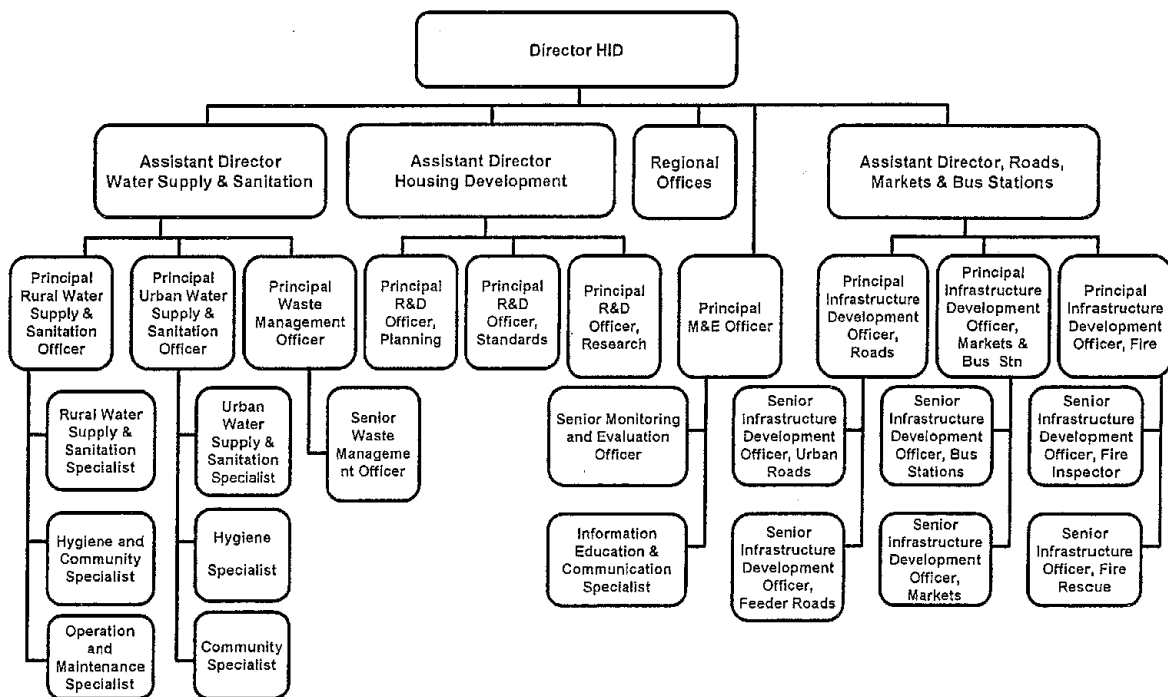 Director HID
Assistant Director
Water Supply & Sanitation
Assistant Director
Housing Development
Regional
Offices
Assistant Director, Roads,
Markets & Bus Stations
Principal
Rural Water
Supply &
Sanitation
Officer
Principal
Urban Water
Supply &
Sanitation
Officer
Principal
Waste
Management
Officer
Principal
R&D
Officer,
Planning
Principal
R&D
Officer,
Standards
Principal
R&D
Officer,
Research
Principal
M&E Officer
Principal
Infrastructure
Development
Officer,
Roads
Principal
Infrastructure
Development
Officer,
Markets &
Bus Stn
Principal
Infrastructure
Development
Officer, Fire
Rural Water
Supply &
Sanitation
Specialist
Urban
Water
Supply &
Sanitation
Specialist
Senior
Waste
Manageme
nt Officer
Senior Monitoring
and Evaluation
Officer
Senior
Infrastructure
Development
Officer, Urban
Roads
Senior
Infrastructure
Development
Officer, Bus
Stations
Senior
Infrastructure
Development
Officer, Fire
Inspector
Hygiene and
Community
Specialist
Hygiene
Specialist
Information
Education &
Communication
Specialist
Senior
Infrastructure
Development
Officer,
Feeder Roads
Senior
Infrastructure
Development
Officer,
Markets
Senior
Infrastructure
Officer, Fire
Rescue
Operation
and
Maintenance
Specialist
Community
Specialist